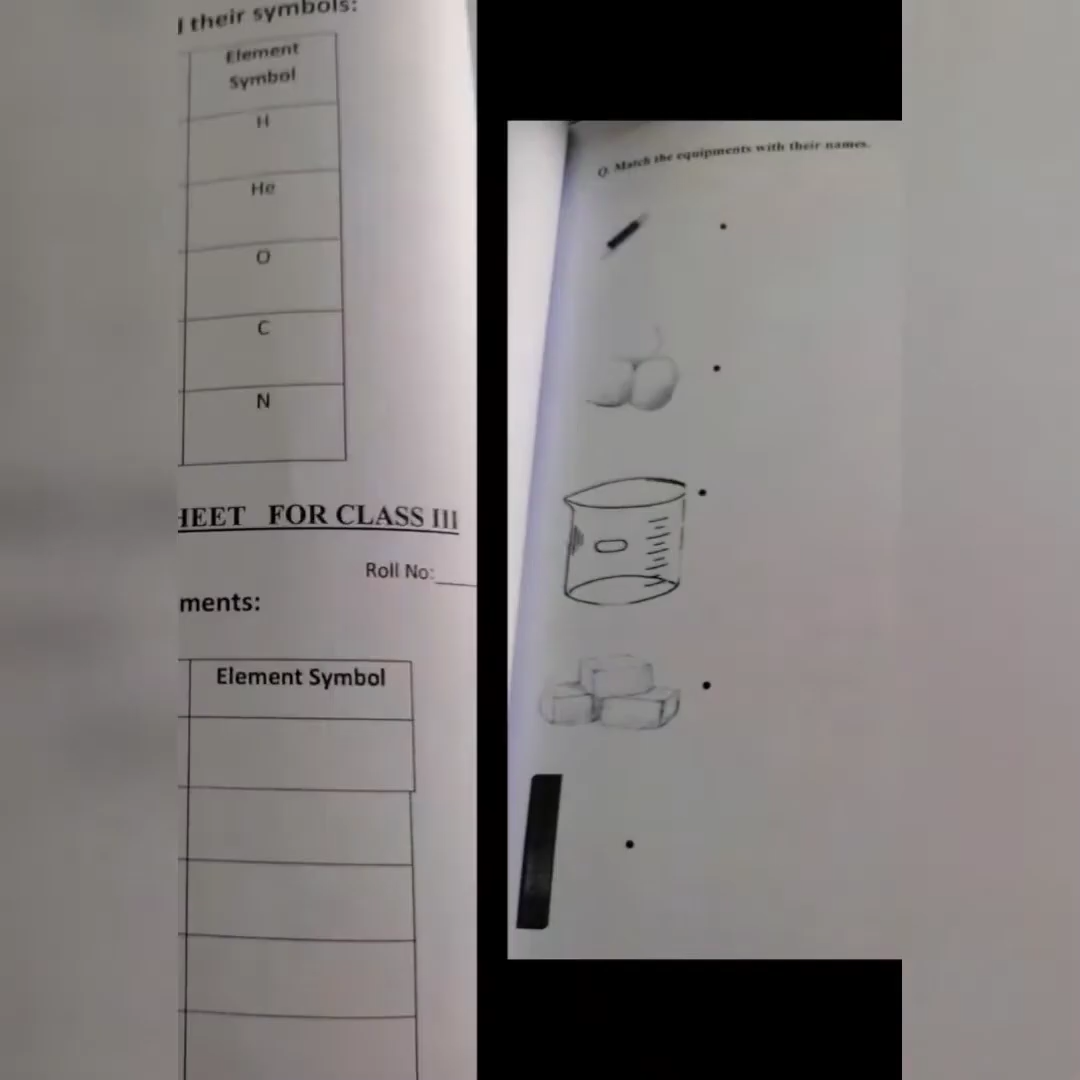 their symbols:
Element
Symbol
H
He
O
C
N
HEET FOR CLASS III
Roll No:____
ments:
Element Symbol
Q. Match the equipments with their names.